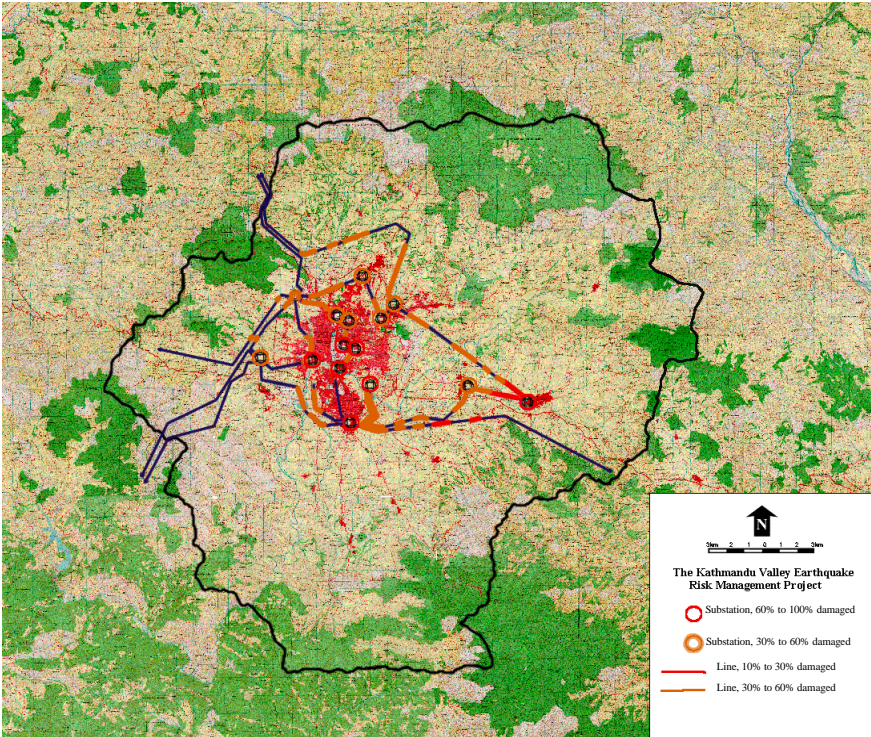 N
3km 2 1 0 1 2 3km
The Kathmandu Valley Earthquake
Risk Management Project
Substation, 60% to 100% damaged
Substation, 30% to 60% damaged
Line, 10% to 30% damaged
Line, 30% to 60% damaged